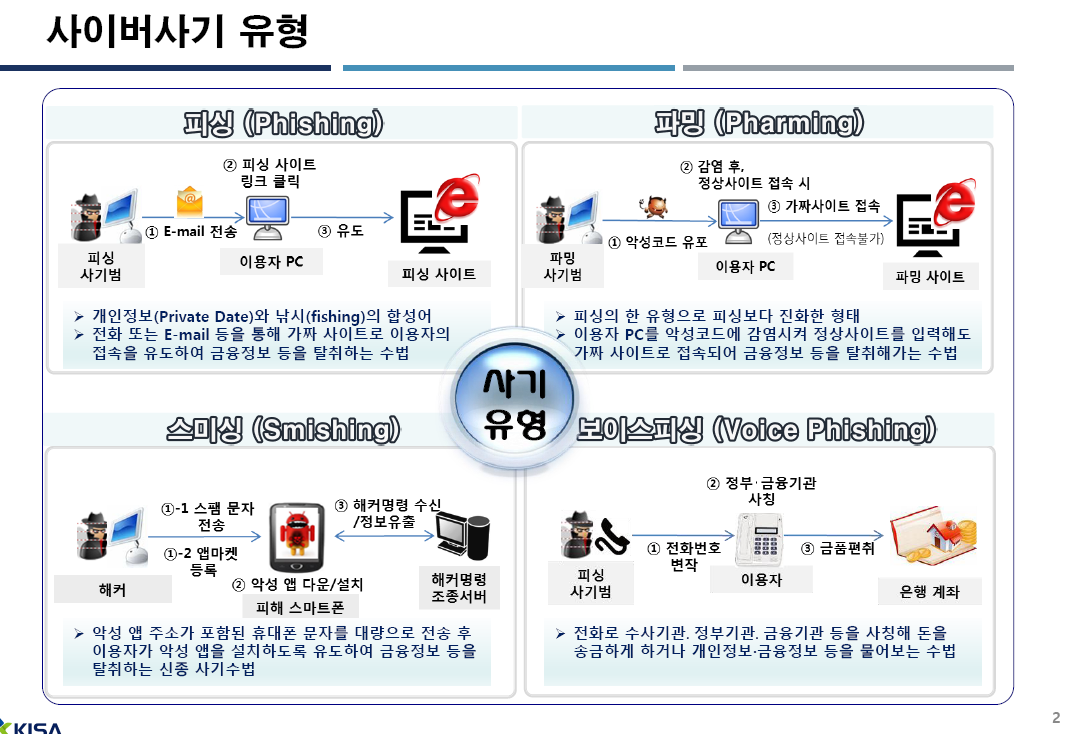 사이버사기 유형
피싱 (Phishing)
② 피싱 사이트
링크 클릭
① E-mail 전송
③ 유도
피싱
사기범
이용자 PC
피싱 사이트
➢ 개인정보(Private Date)와 낚시(fishing)의 합성어
➢ 전화 또는 E-mail 등을 통해 가짜 사이트로 이용자의
접속을 유도하여 금융정보 등을 탈취하는 수법
파밍 (Pharming)
② 감염 후,
정상사이트 접속 시
③ 가짜사이트 접속
① 악성코드 유포
(정상사이트 접속불가)
파밍
사기범
이용자 PC
파밍 사이트
➢ 피싱의 한 유형으로 피싱보다 진화한 형태
➢ 이용자 PC를 악성코드에 감염시켜 정상사이트를 입력해도
가짜 사이트로 접속되어 금융정보 등을 탈취해가는 수법
사기
유형
스미싱 (Smishing)
①-1 스팸 문자
전송
①-2 앱마켓
등록
③ 해커명령 수신
/정보유출
② 악성 앱 다운/설치
해커
피해 스마트폰
해커명령
조종서버
➢ 악성 앱 주소가 포함된 휴대폰 문자를 대량으로 전송 후
이용자가 악성 앱을 설치하도록 유도하여 금융정보 등을
탈취하는 신종 사기수법
보이스피싱 (Voice Phishing)
② 정부·금융기관
사칭
① 전화번호
변작
③ 금품편취
피싱
사기범
이용자
은행 계좌
➢ 전화로 수사기관. 정부기관. 금융기관 등을 사칭해 돈을
송금하게 하거나 개인정보·금융정보 등을 물어보는 수법
KISA
2